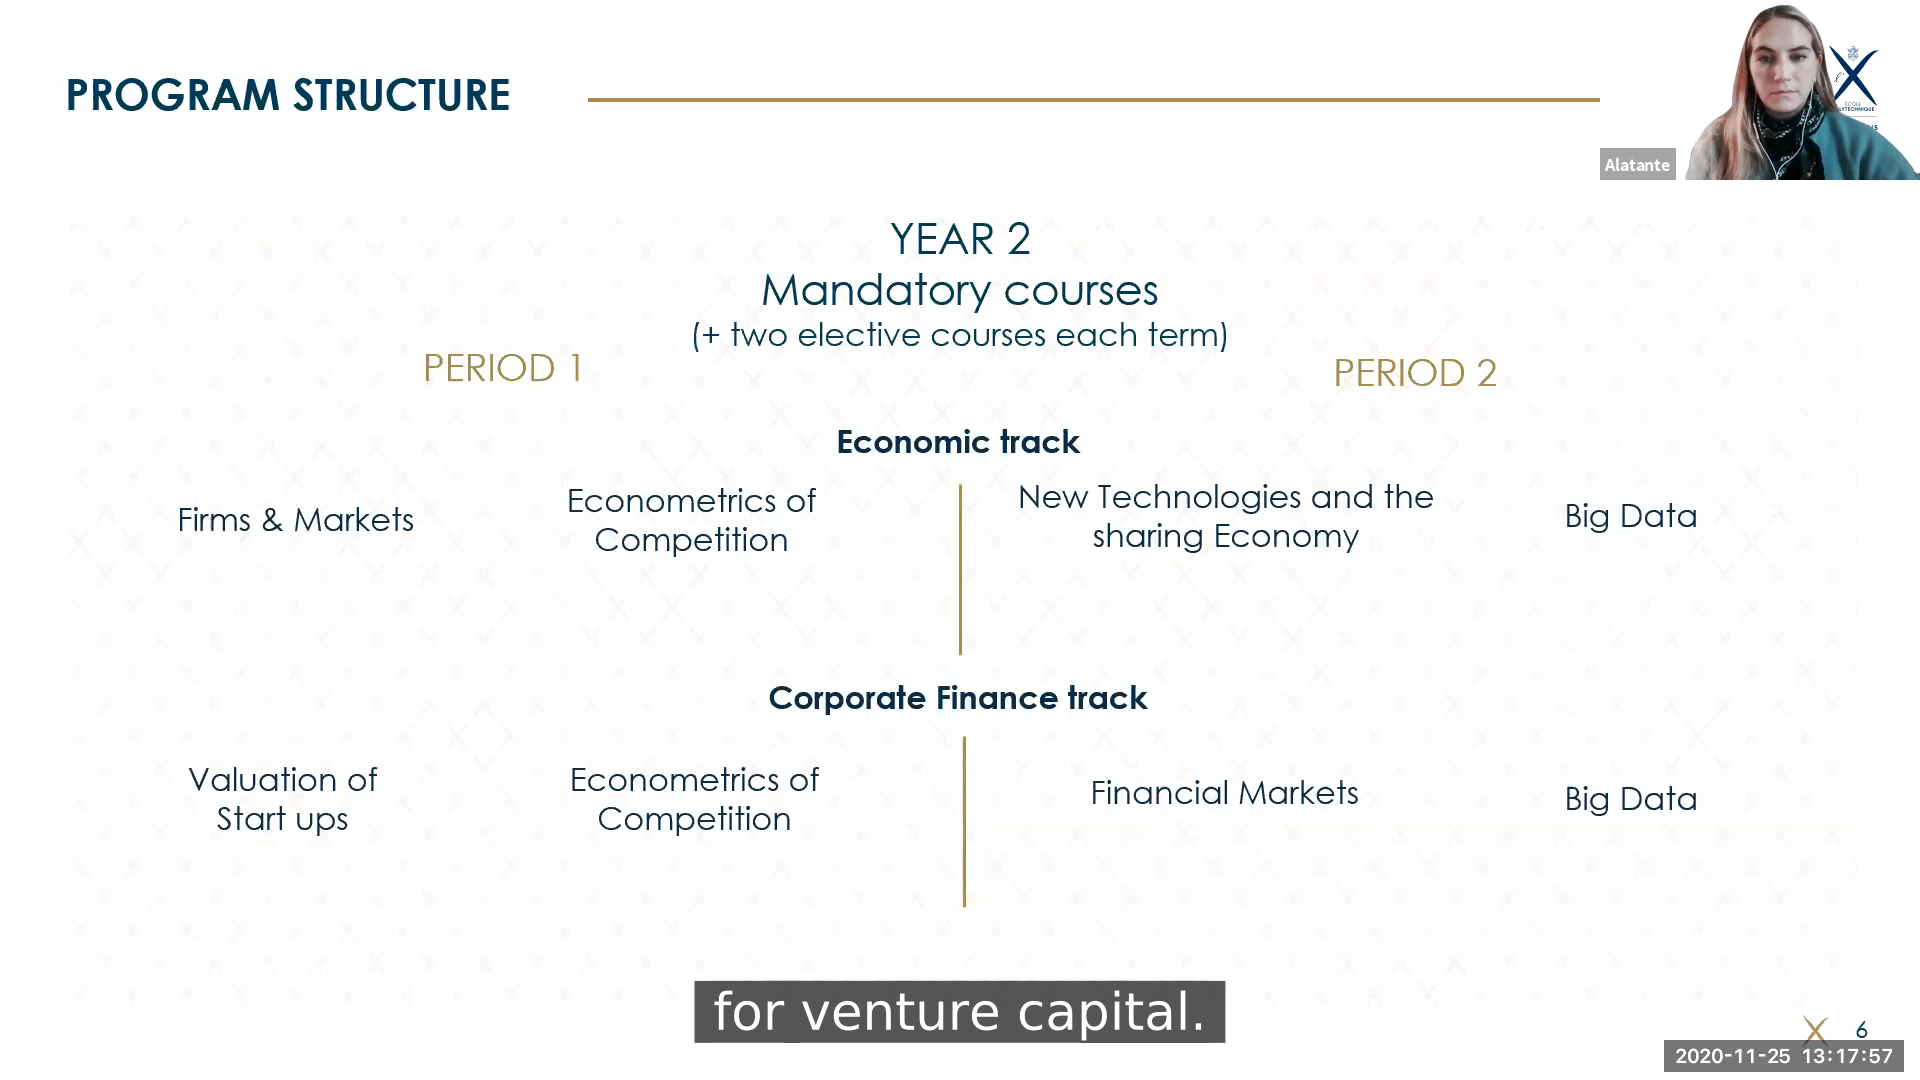 PROGRAM STRUCTURE
ÉCOLE
Alatante
YEAR 2
Mandatory courses
(+ two elective courses each term)
PERIOD 1
PERIOD 2
Economic track
Firms & Markets
Econometrics of
Competition
New Technologies and the
sharing Economy
Big Data
Corporate Finance track
Valuation of
Start ups
Econometrics of
Competition
Financial Markets
Big Data
for venture capital.
6
2020-11-25 13:17:57